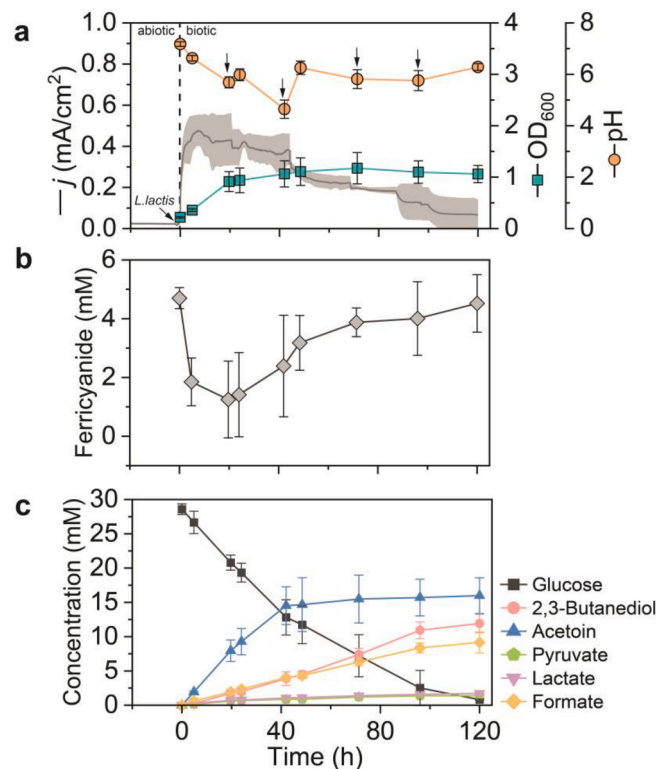 a
abiotic
biotic
1.0
0.8
0.6
0.4
0.2
0.0
— j (mA/cm²)
L.lactis
4
3
2
1
0
OD₆₀₀
8
6
4
2
0
pH
b
6
4
2
0
Ferricyanide (mM)
c
30
25
20
15
10
5
0
Concentration (mM)
0
40
80
120
Time (h)
Glucose
2,3-Butanediol
Acetoin
Pyruvate
Lactate
Formate